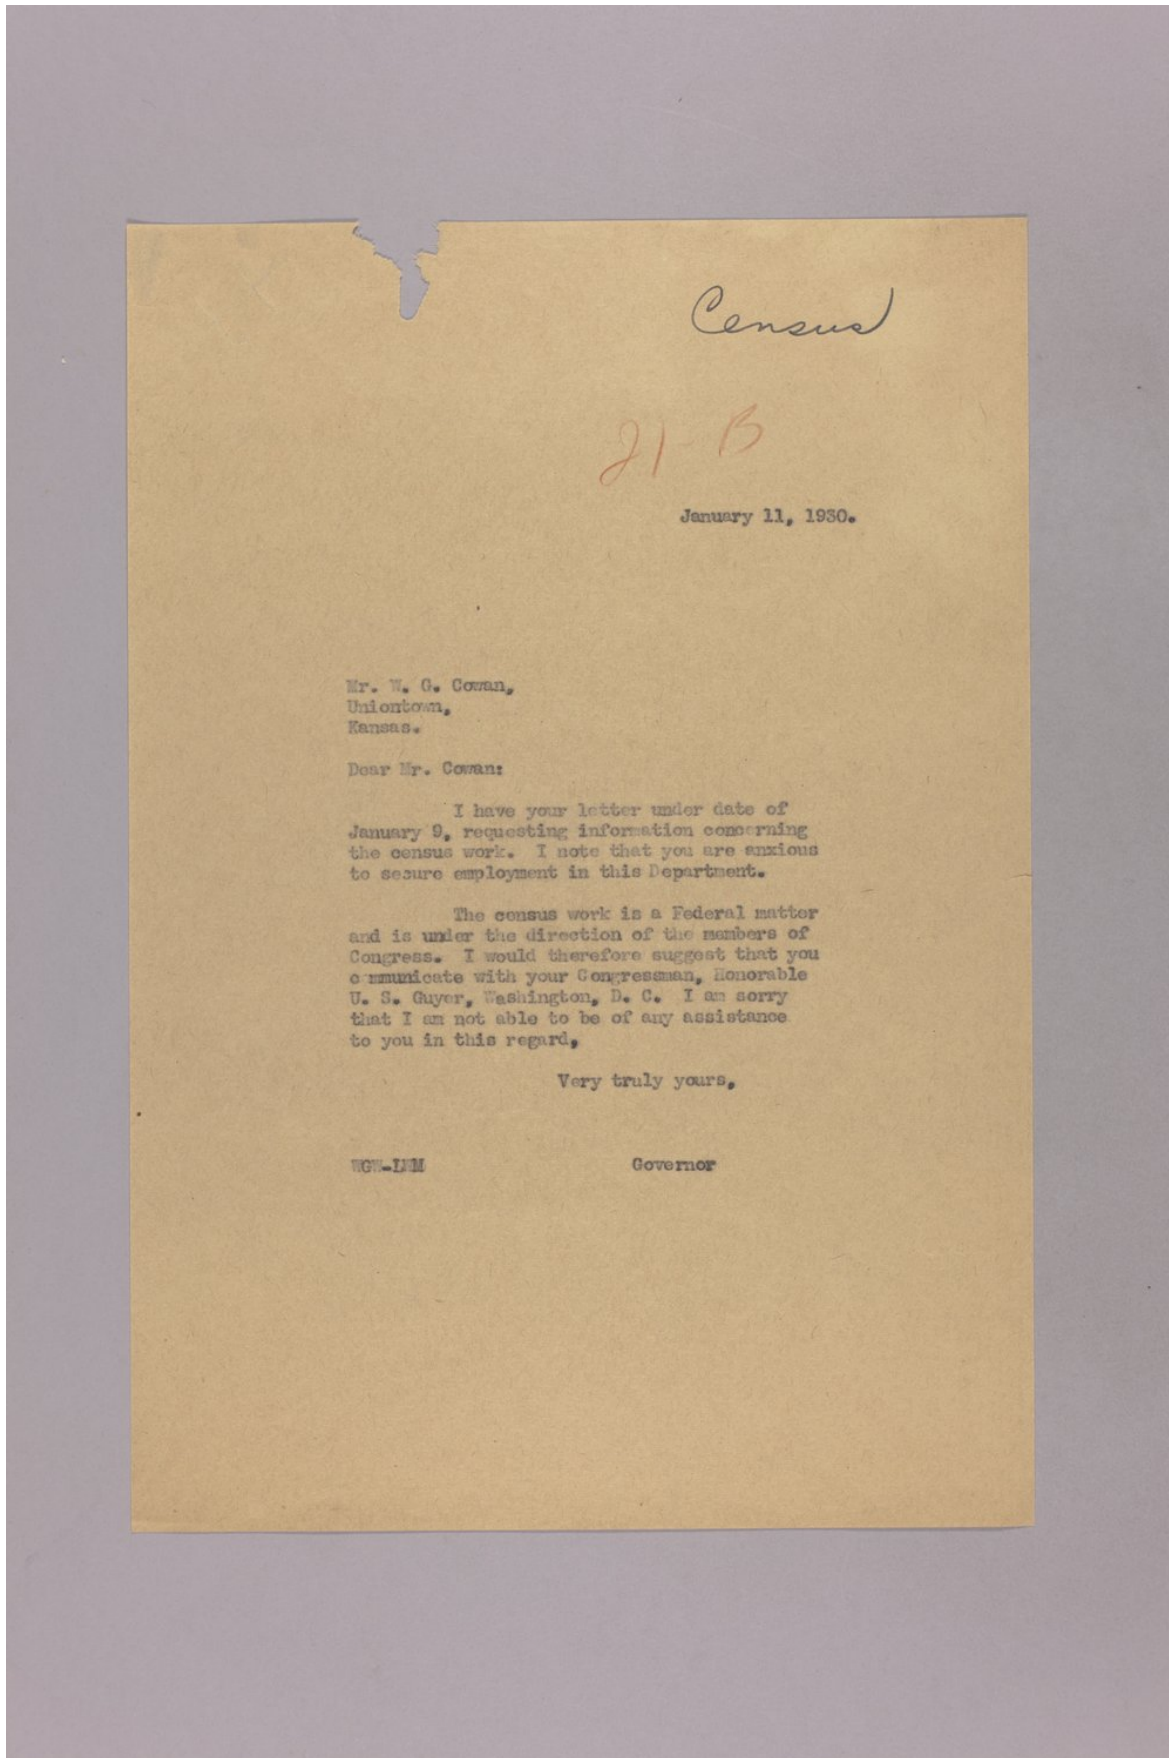 Census
21-B
January 11, 1930.
Mr. W. G. Cowan,
Uniontown,
Kansas.
Dear Mr. Cowan:
I have your letter under date of
January 9, requesting information concerning
the census work. I note that you are anxious
to secure employment in this Department.
The census work is a Federal matter
and is under the direction of the members of
Congress. I would therefore suggest that you
communicate with your Congressman, Honorable
U. S. Guyer, Washington, D. C. I am sorry
that I am not able to be of any assistance
to you in this regard,
Very truly yours,
Governor